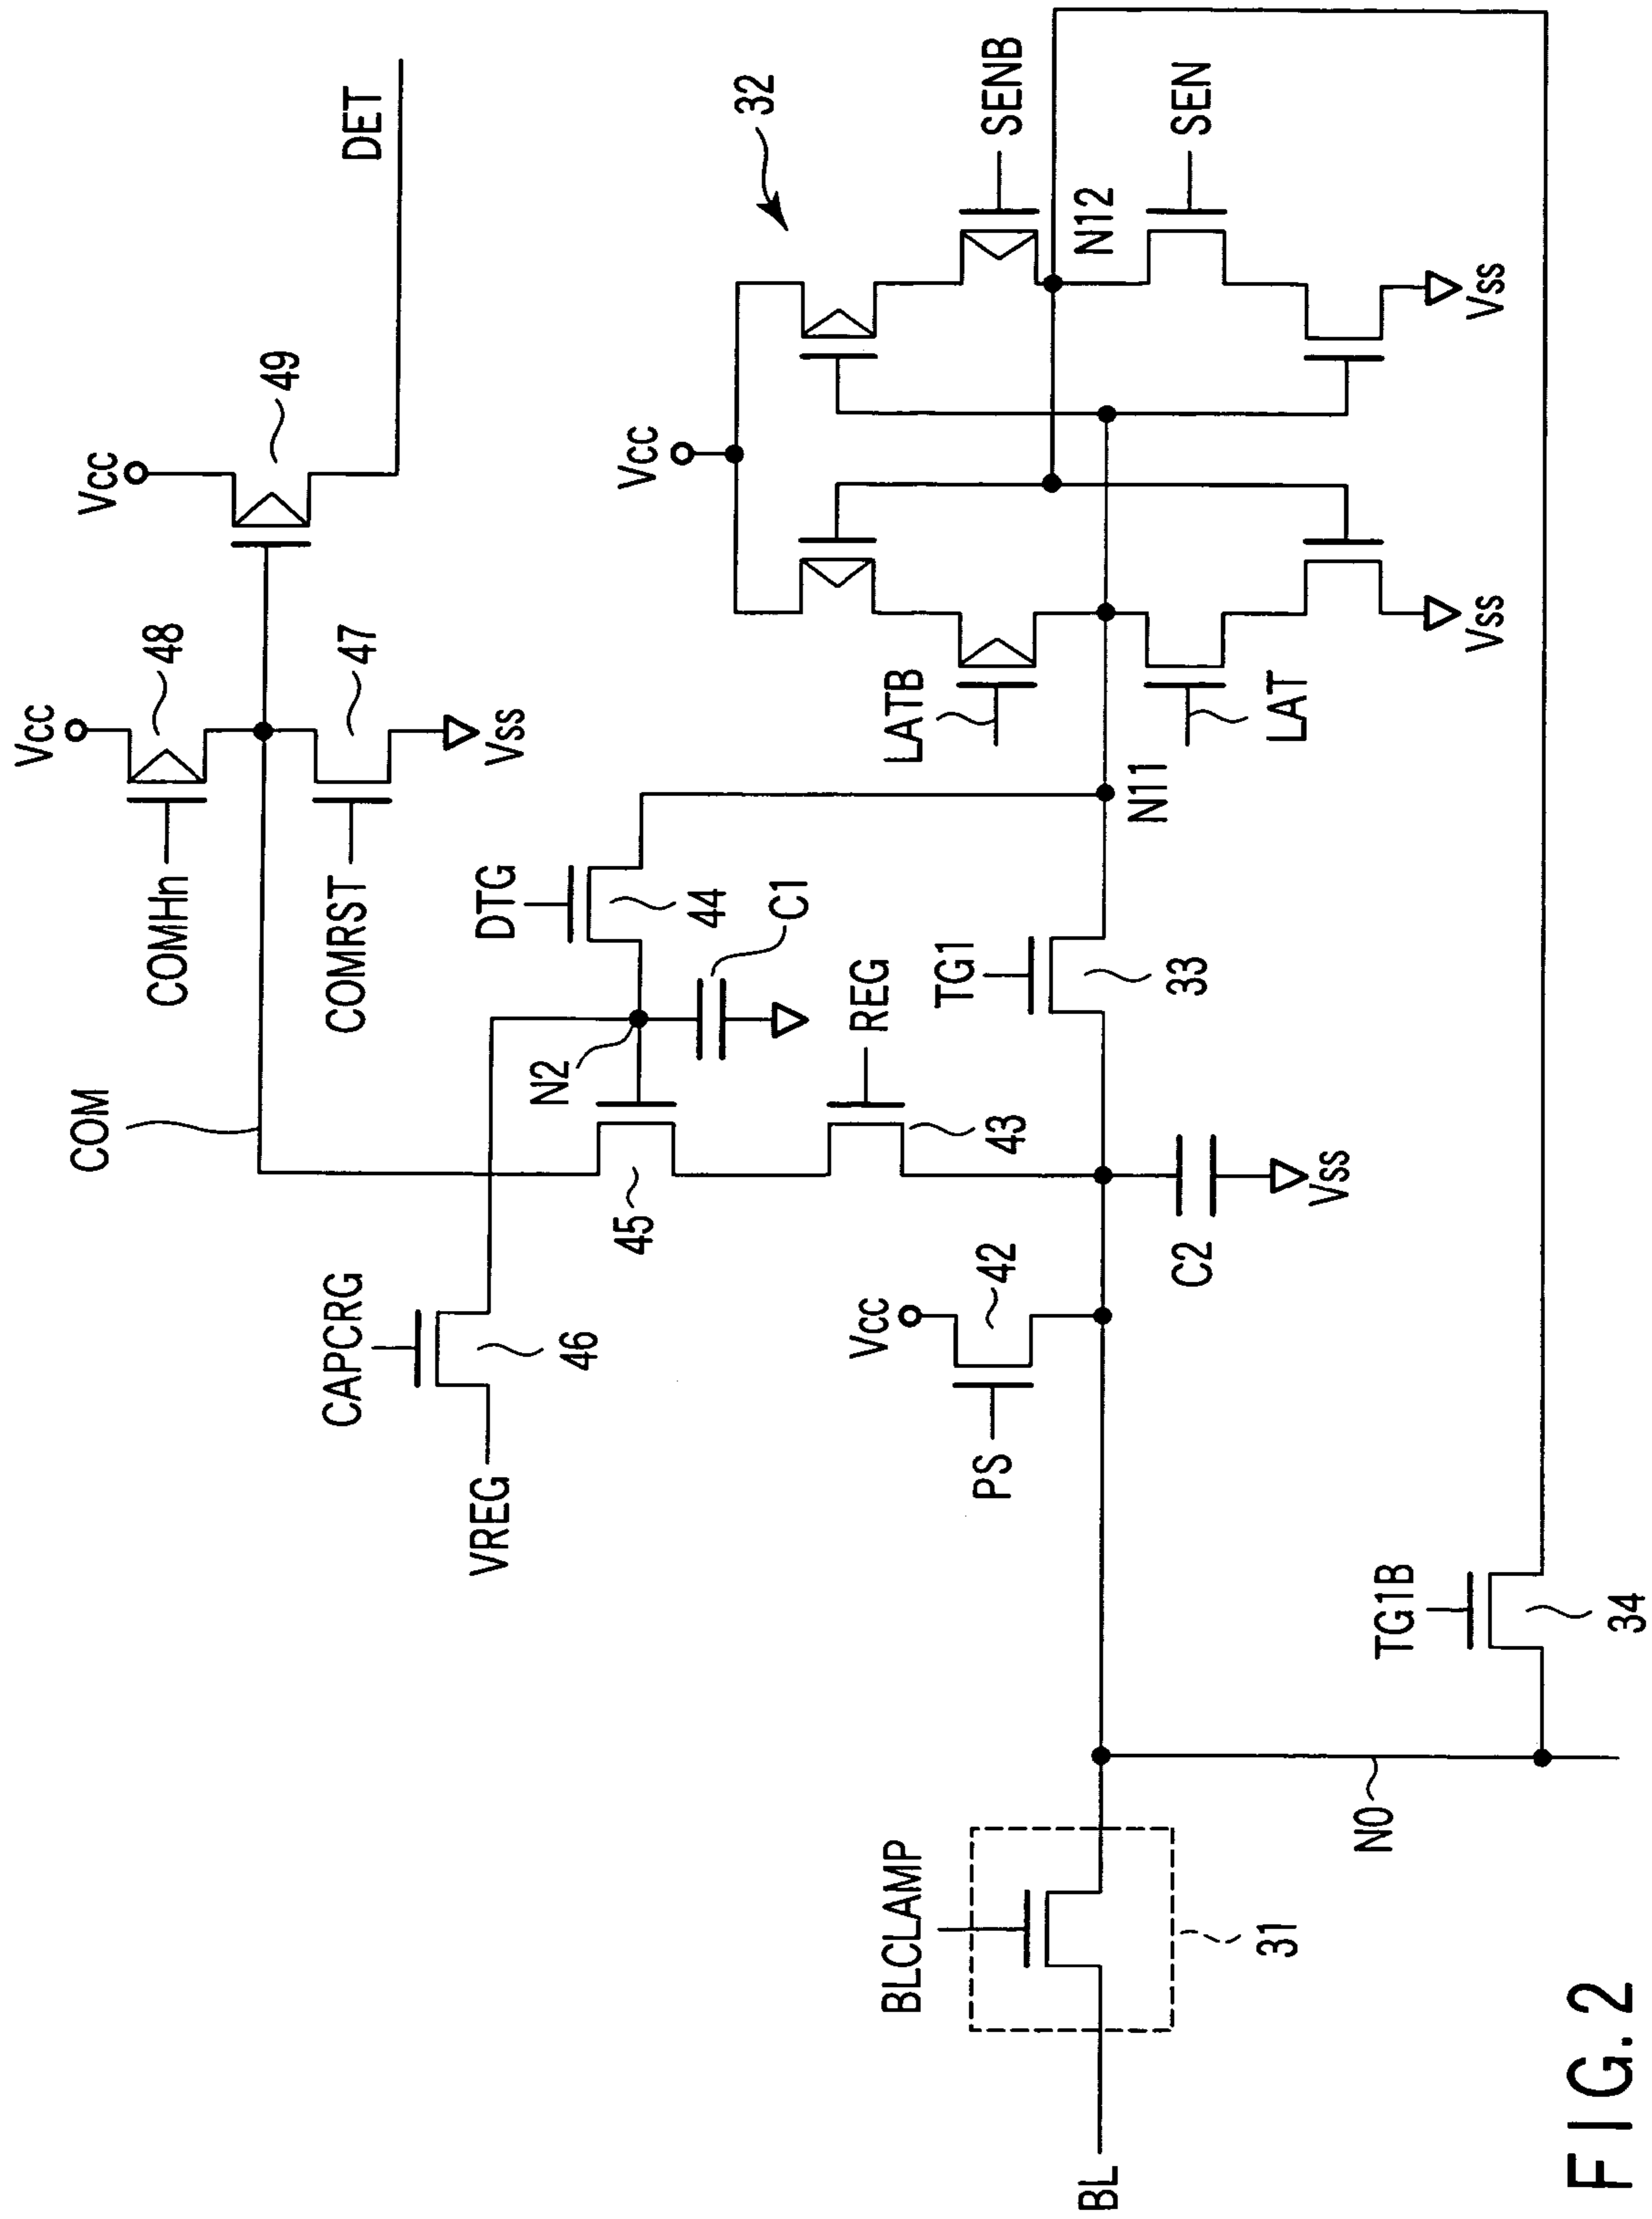 COM
Vcc
48
COMHn
COMRST
47
Vss
Vcc
49
DET
CAPCRG
46
VREG
N2
DTG
44
C1
45
REG
43
Vcc
PS
42
C2
Vss
TG1
33
N11
Vcc
32
LATB
LAT
SENB
N12
SEN
Vss
Vss
BLCLAMP
31
BL
N0
TG1B
34
FIG. 2